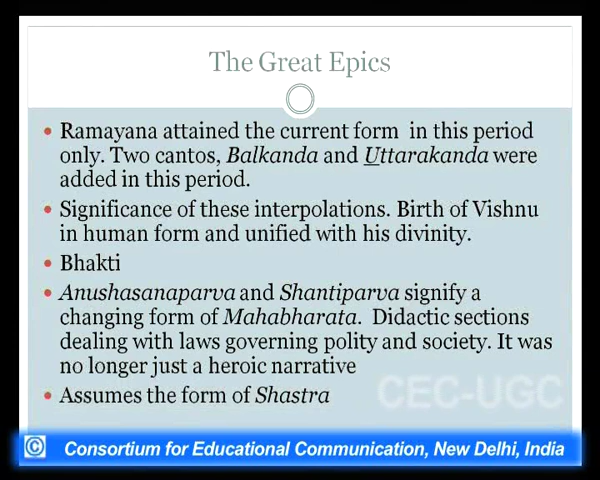 The Great Epics
• Ramayana attained the current form in this period
only. Two cantos, Balkanda and Uttarakanda were
added in this period.
• Significance of these interpolations. Birth of Vishnu
in human form and unified with his divinity.
• Bhakti
• Anushasanaparva and Shantiparva signify a
changing form of Mahabharata. Didactic sections
dealing with laws governing polity and society. It was
no longer just a heroic narrative
• Assumes the form of Shastra
CEC-UGC
© Consortium for Educational Communication, New Delhi, India